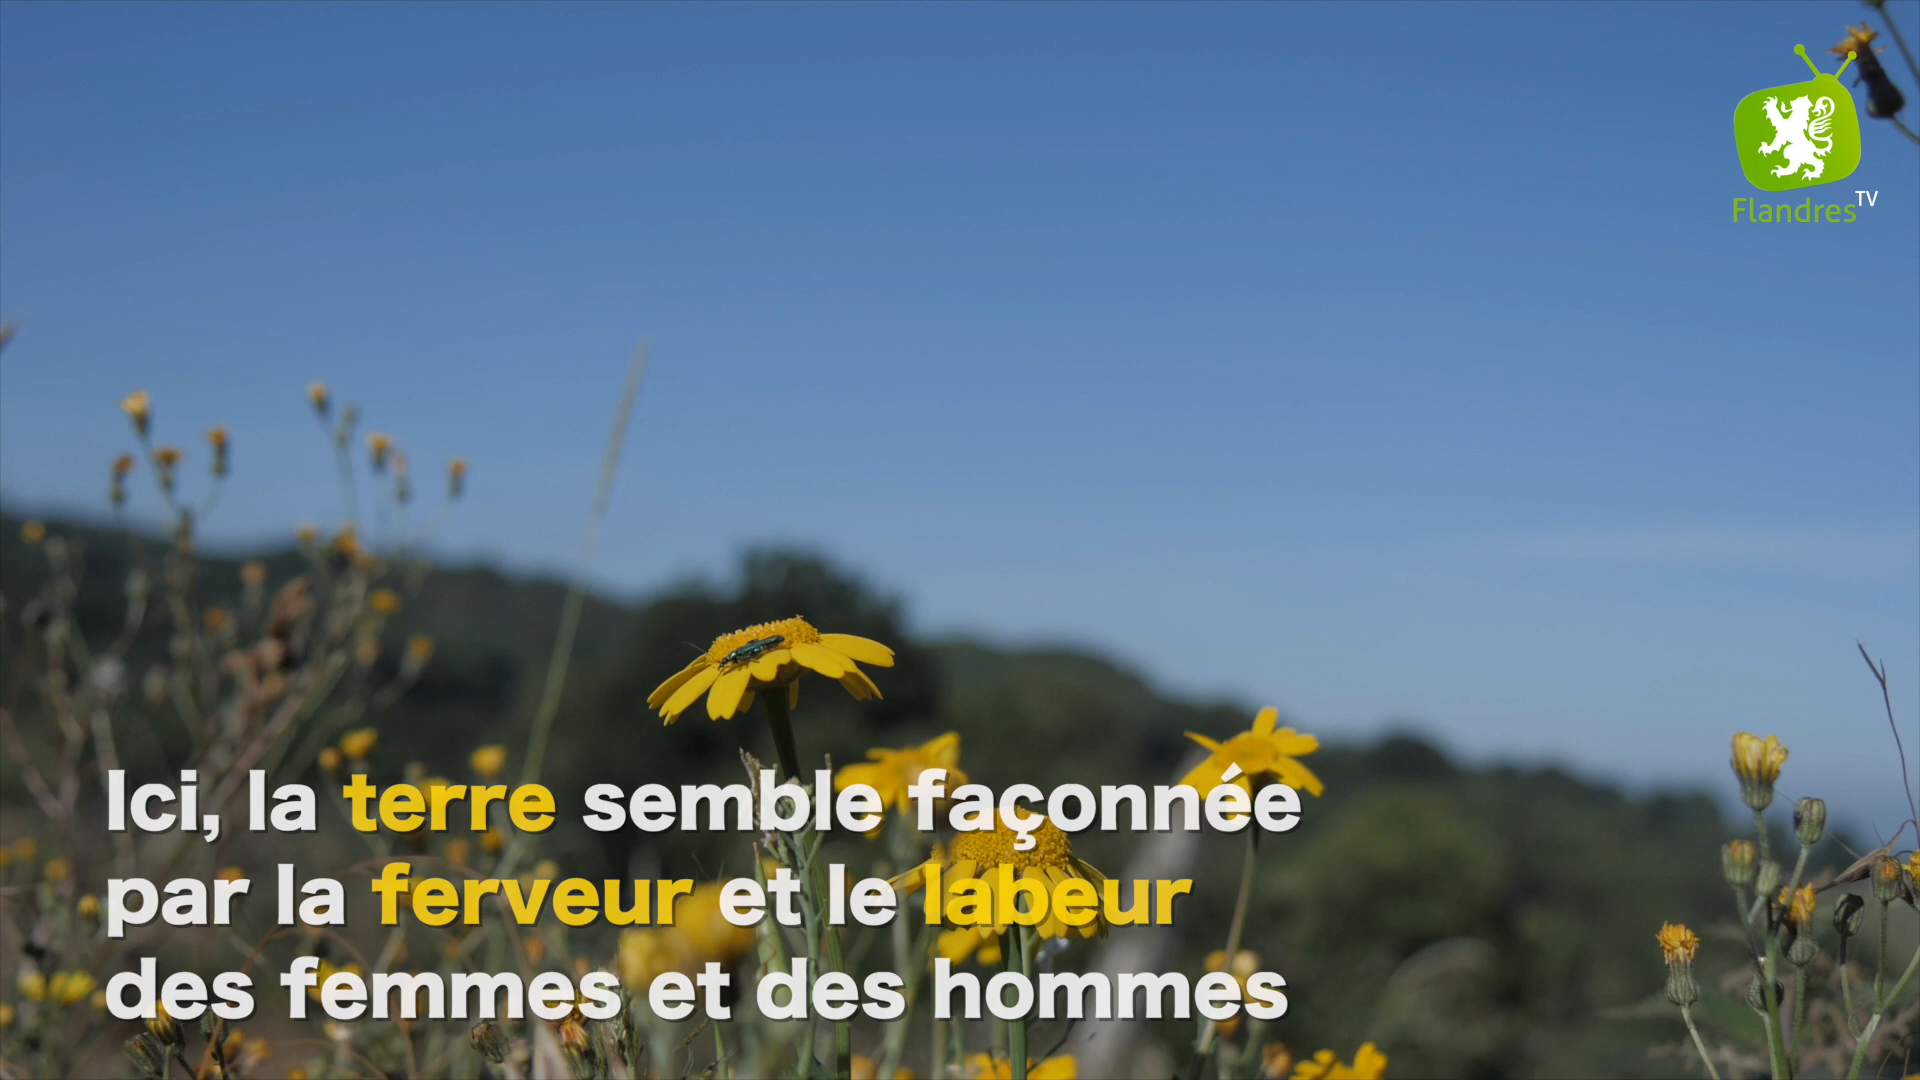 Flandres TV
Ici, la terre semble façonnée
par la ferveur et le labeur
des femmes et des hommes